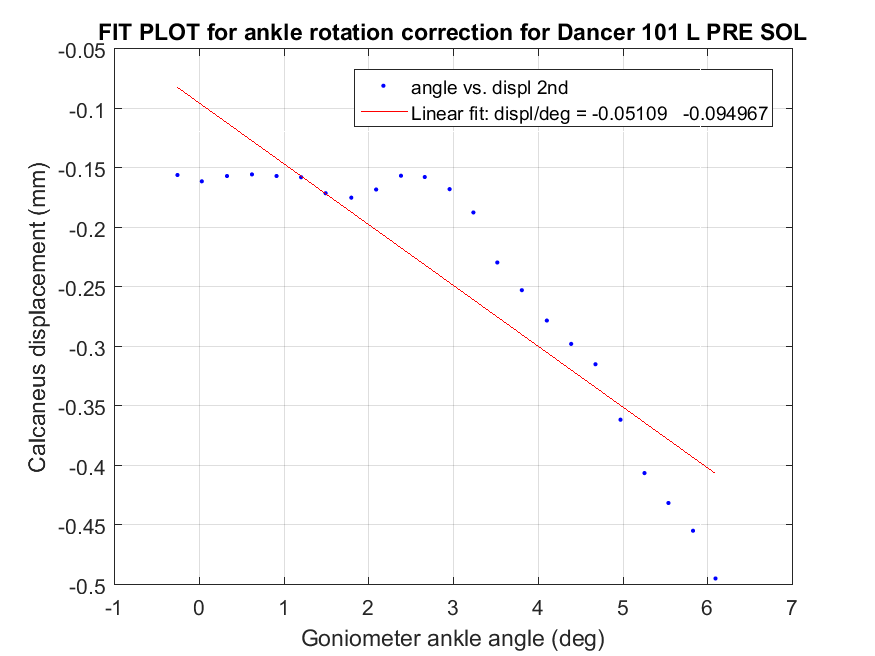 FIT PLOT for ankle rotation correction for Dancer 101 L PRE SOL
-0.05
-0.1
-0.15
-0.2
-0.25
-0.3
-0.35
-0.4
-0.45
-0.5
Calcaneus displacement (mm)
angle vs. displ 2nd
Linear fit: displ/deg = -0.05109 -0.094967
-1 0 1 2 3 4 5 6 7
Goniometer ankle angle (deg)